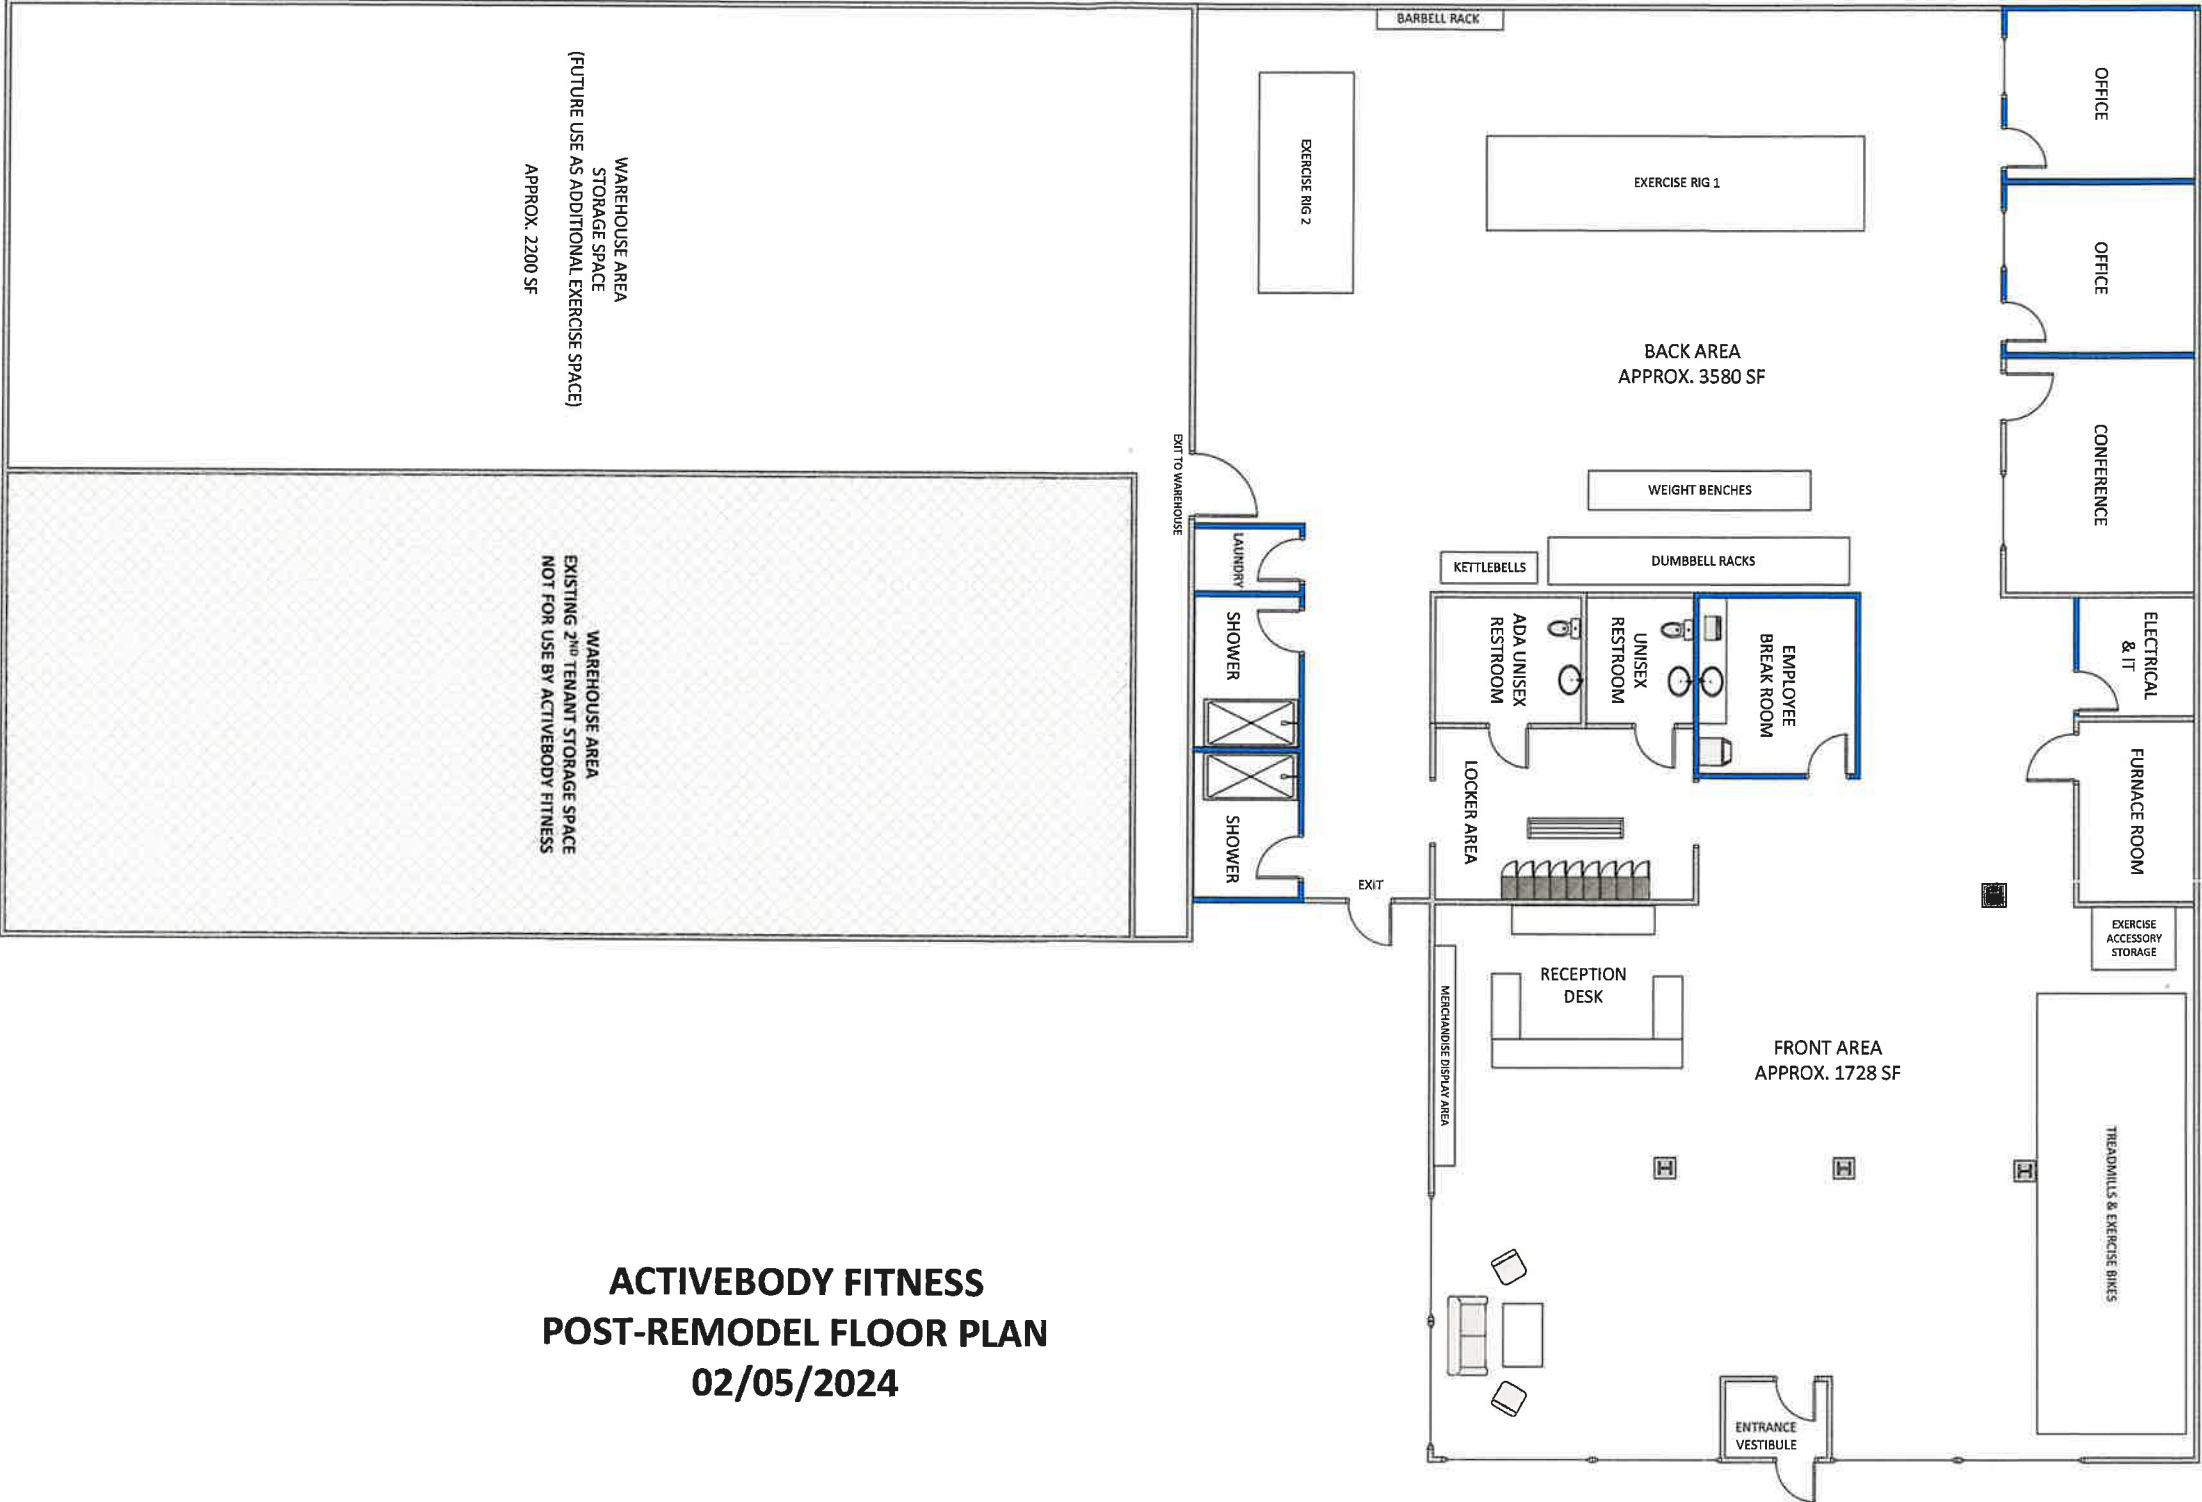 BARBELL RACK
OFFICE
EXERCISE RIG 2
EXERCISE RIG 1
WAREHOUSE AREA
STORAGE SPACE
(FUTURE USE AS ADDITIONAL EXERCISE SPACE)
APPROX. 2200 SF
OFFICE
BACK AREA
APPROX. 3580 SF
CONFERENCE
EXIT TO WAREHOUSE
WEIGHT BENCHES
LAUNDRY
KETTLEBELLS
DUMBBELL RACKS
WAREHOUSE AREA
EXISTING 2ND TENANT STORAGE SPACE
NOT FOR USE BY ACTIVEBODY FITNESS
SHOWER
ADA UNISEX
RESTROOM
UNISEX
RESTROOM
EMPLOYEE
BREAK ROOM
ELECTRICAL
& IT
LOCKER AREA
FURNACE ROOM
SHOWER
EXIT
EXERCISE
ACCESSORY
STORAGE
RECEPTION
DESK
MERCHANDISE DISPLAY AREA
FRONT AREA
APPROX. 1728 SF
TREADMILLS & EXERCISE BIKES
ENTRANCE
VESTIBULE
ACTIVEBODY FITNESS
POST-REMODEL FLOOR PLAN
02/05/2024